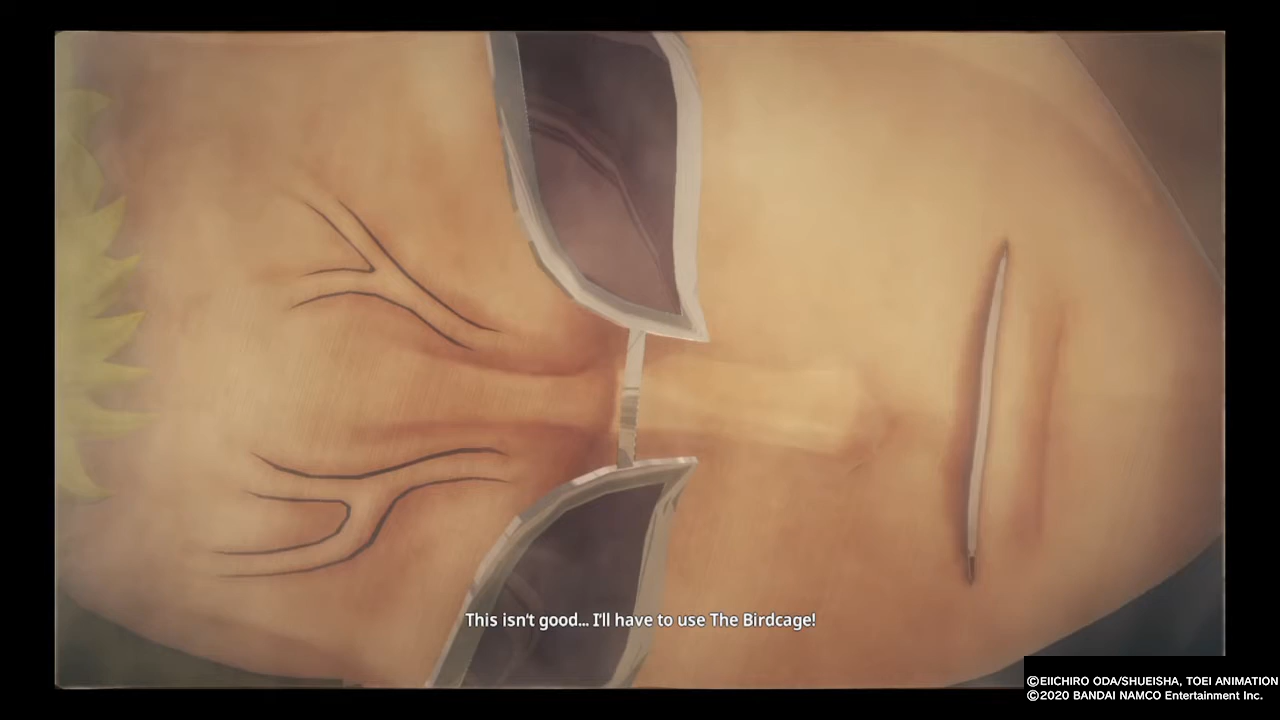 This isn't good... I'll have to use The Birdcage!
©EIICHIRO ODA/SHUEISHA, TOEI ANIMATION
©2020 BANDAI NAMCO Entertainment Inc.